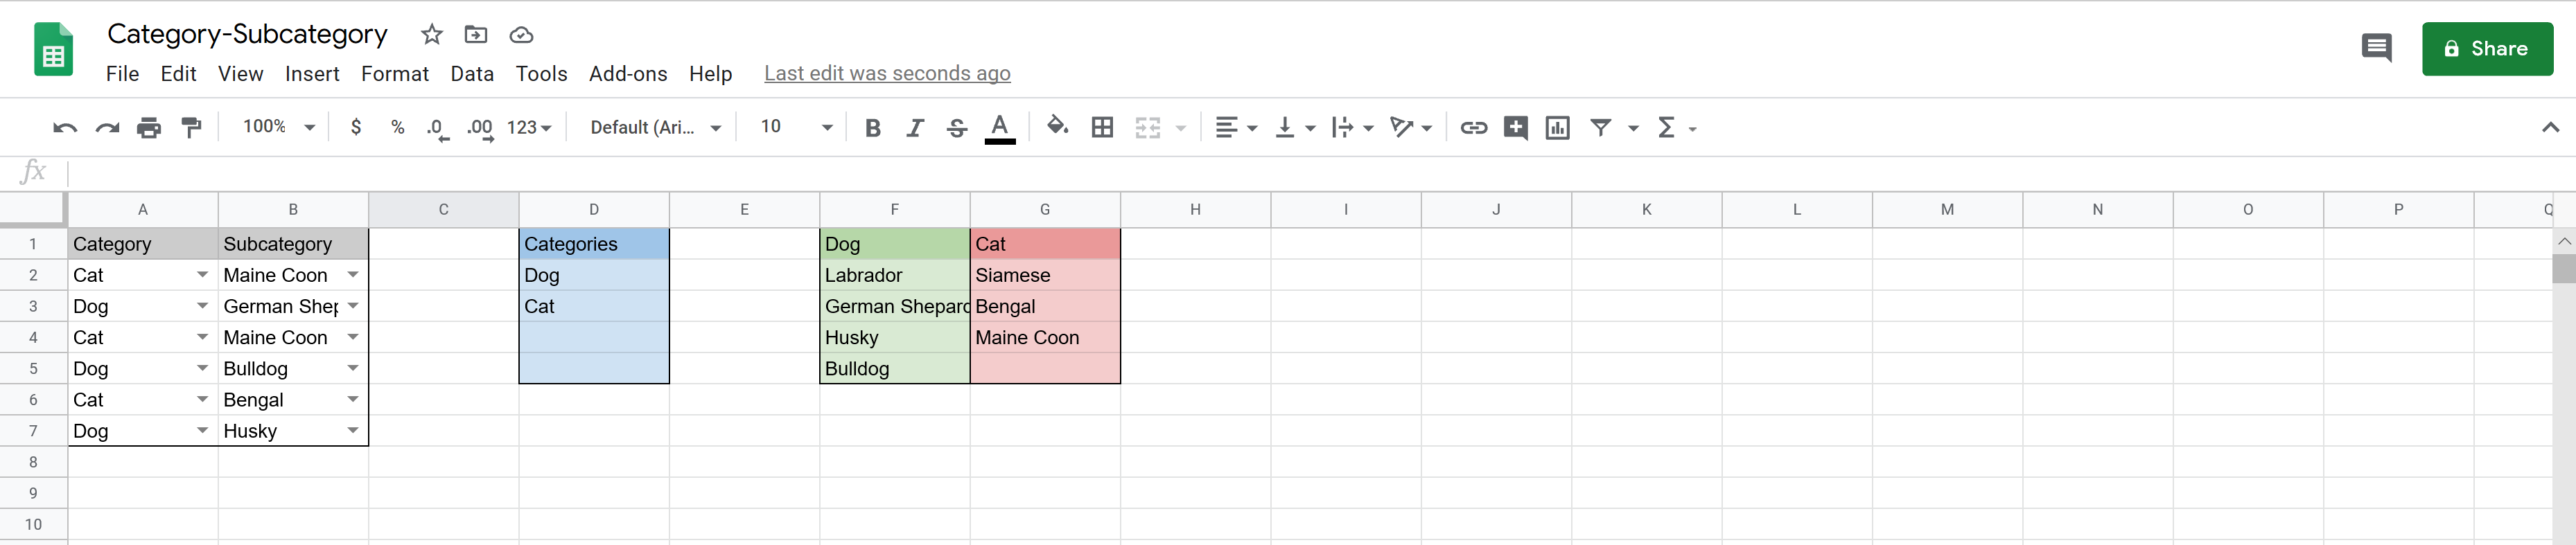 Category-Subcategory
File Edit View Insert Format Data Tools Add-ons Help Last edit was seconds ago
Share
100% $ % .0 .00 123 Default (Ari... 10 B I S A Σ
fx
A B C D E F G H I J K L M N O P Q
1 Category Subcategory Categories Dog Cat
2 Cat Maine Coon Dog Labrador Siamese
3 Dog German Shep Cat German Shepard Bengal
4 Cat Maine Coon Husky Maine Coon
5 Dog Bulldog Bulldog
6 Cat Bengal
7 Dog Husky
8
9
10